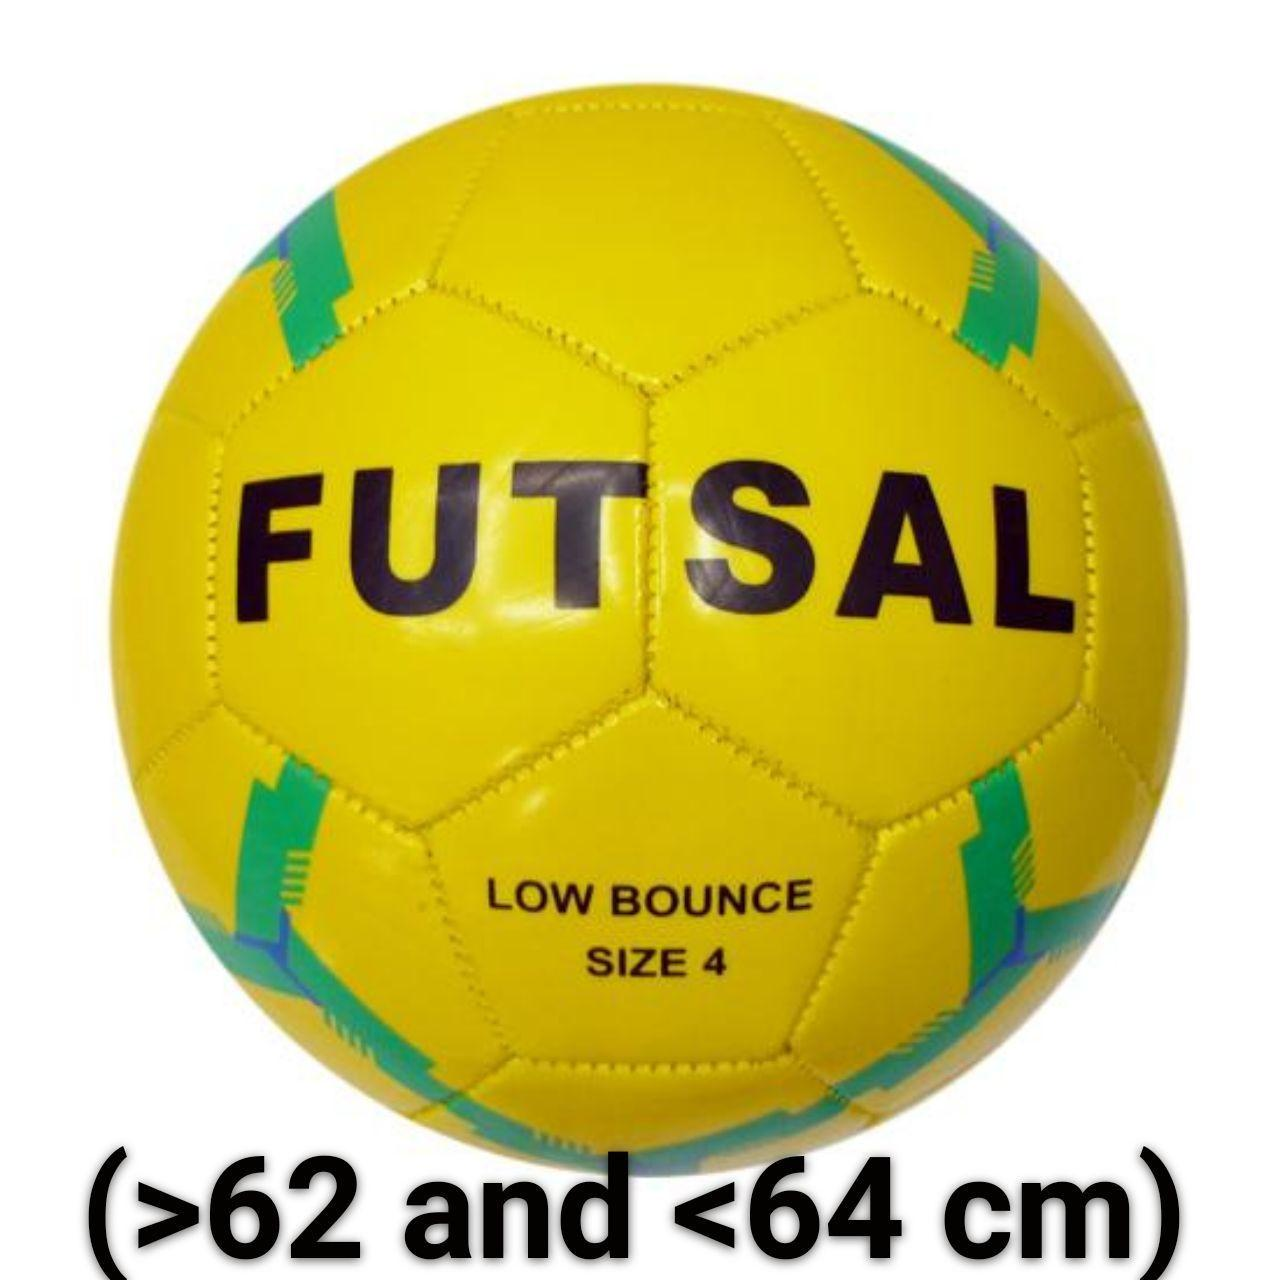 FUTSAL
LOW BOUNCE
SIZE 4
(>62 and <64 cm)